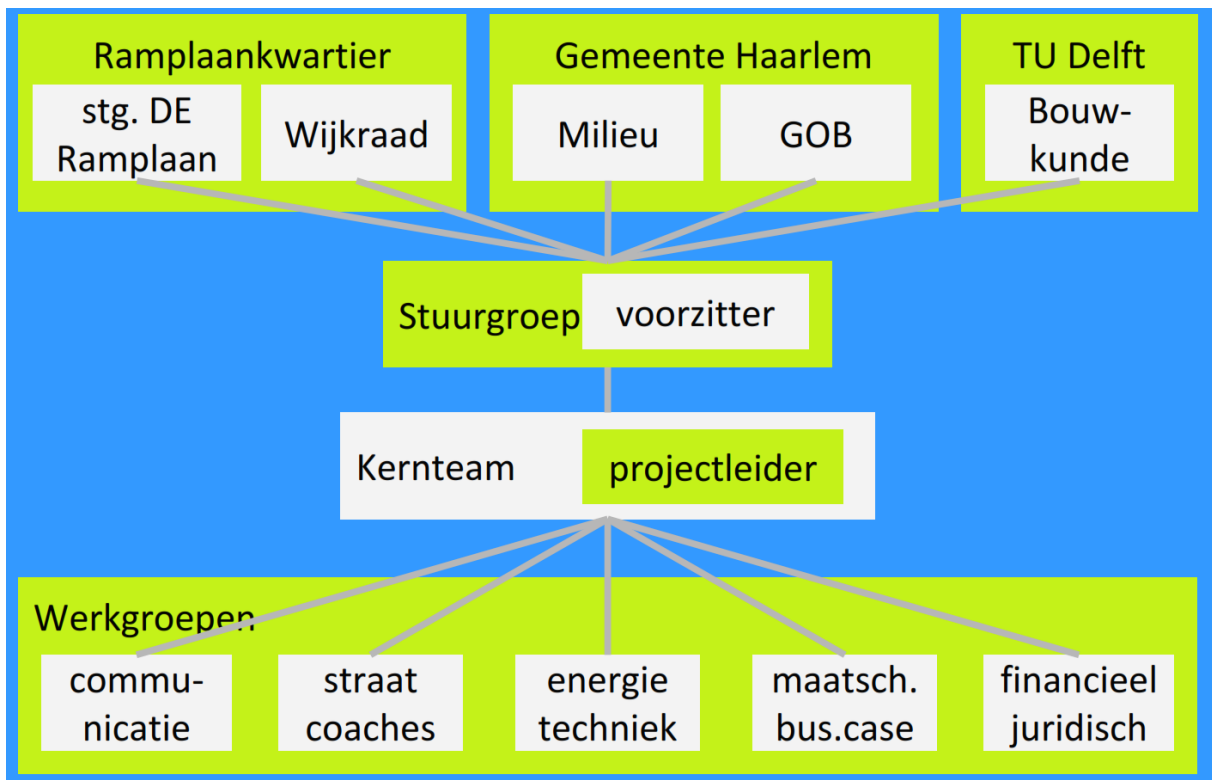 Ramplaankwartier
stg. DE
Ramplaan
Wijkraad
Gemeente Haarlem
Milieu
GOB
TU Delft
Bouw-
kunde
Stuurgroep
voorzitter
Kernteam
projectleider
Werkgroepen
commu-
nicatie
straat
coaches
energie
techniek
maatsch.
bus.case
financieel
juridisch